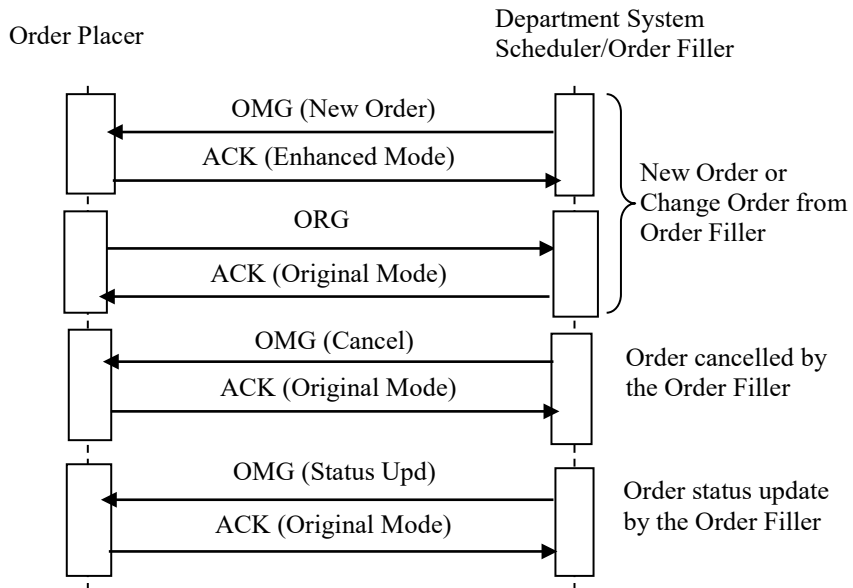 Order Placer
Department System
Scheduler/Order Filler
OMG (New Order)
ACK (Enhanced Mode)
New Order or
Change Order from
Order Filler
ORG
ACK (Original Mode)
OMG (Cancel)
ACK (Original Mode)
Order cancelled by
the Order Filler
OMG (Status Upd)
ACK (Original Mode)
Order status update
by the Order Filler